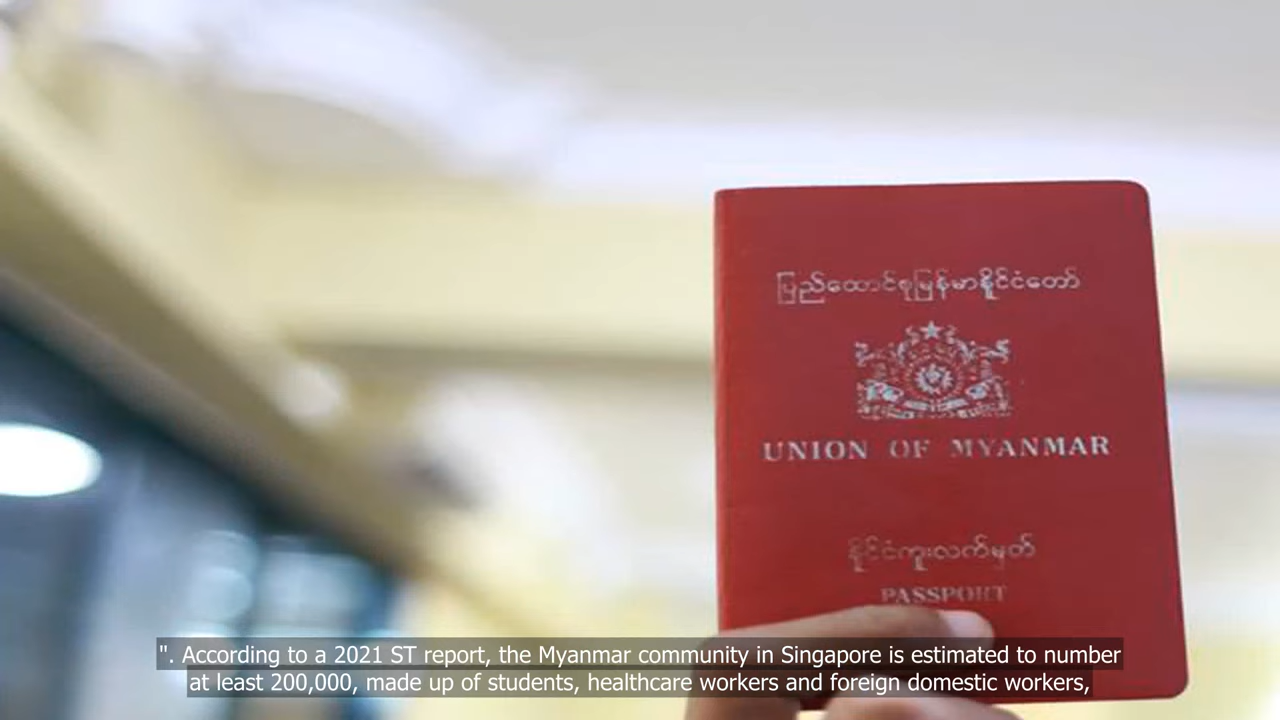 ပြည်ထောင်စုမြန်မာနိုင်ငံတော်
UNION OF MYANMAR
နိုင်ငံကူးလက်မှတ်
PASSPORT
". According to a 2021 ST report, the Myanmar community in Singapore is estimated to number
at least 200,000, made up of students, healthcare workers and foreign domestic workers,